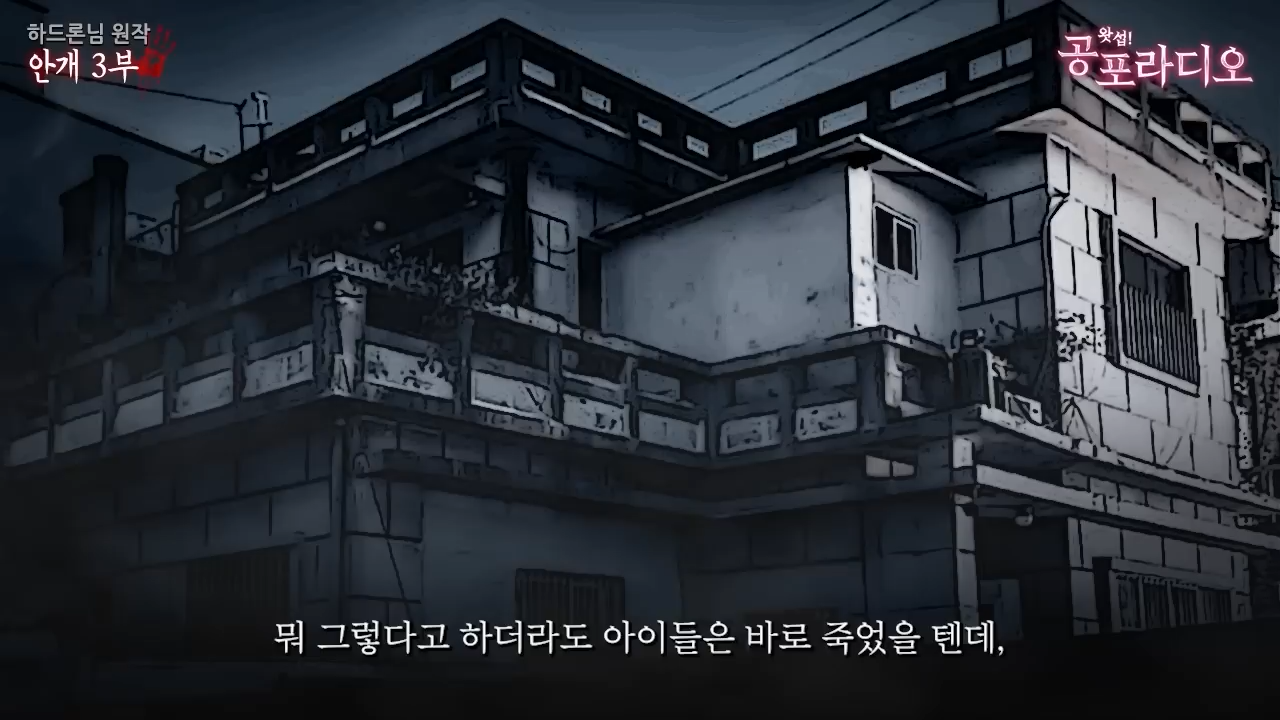 하드론님 원작
안개 3부
왓섭!
공포라디오
뭐 그렇다고 하더라도 아이들은 바로 죽었을 텐데,